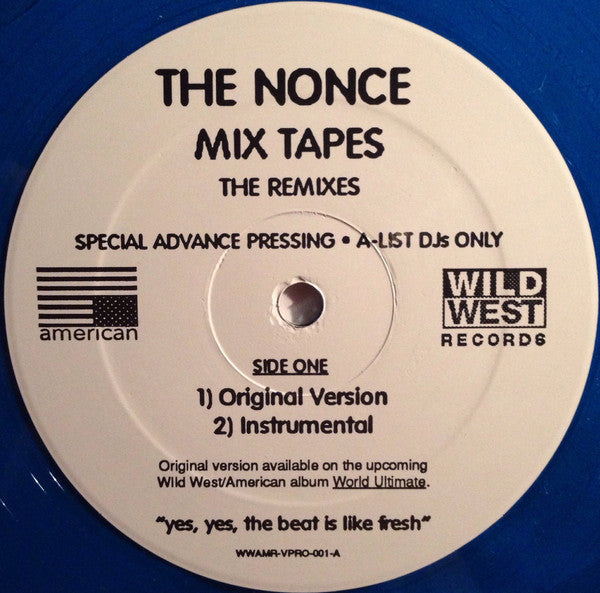 THE NONCE
MIX TAPES
THE REMIXES
SPECIAL ADVANCE PRESSING • A-LIST DJs ONLY
american
WILD
WEST
RECORDS
SIDE ONE
1) Original Version
2) Instrumental
Original version available on the upcoming
Wild West/American album World Ultimate.
"yes, yes, the beat is like fresh"
WWAMR-VPRO-001-A